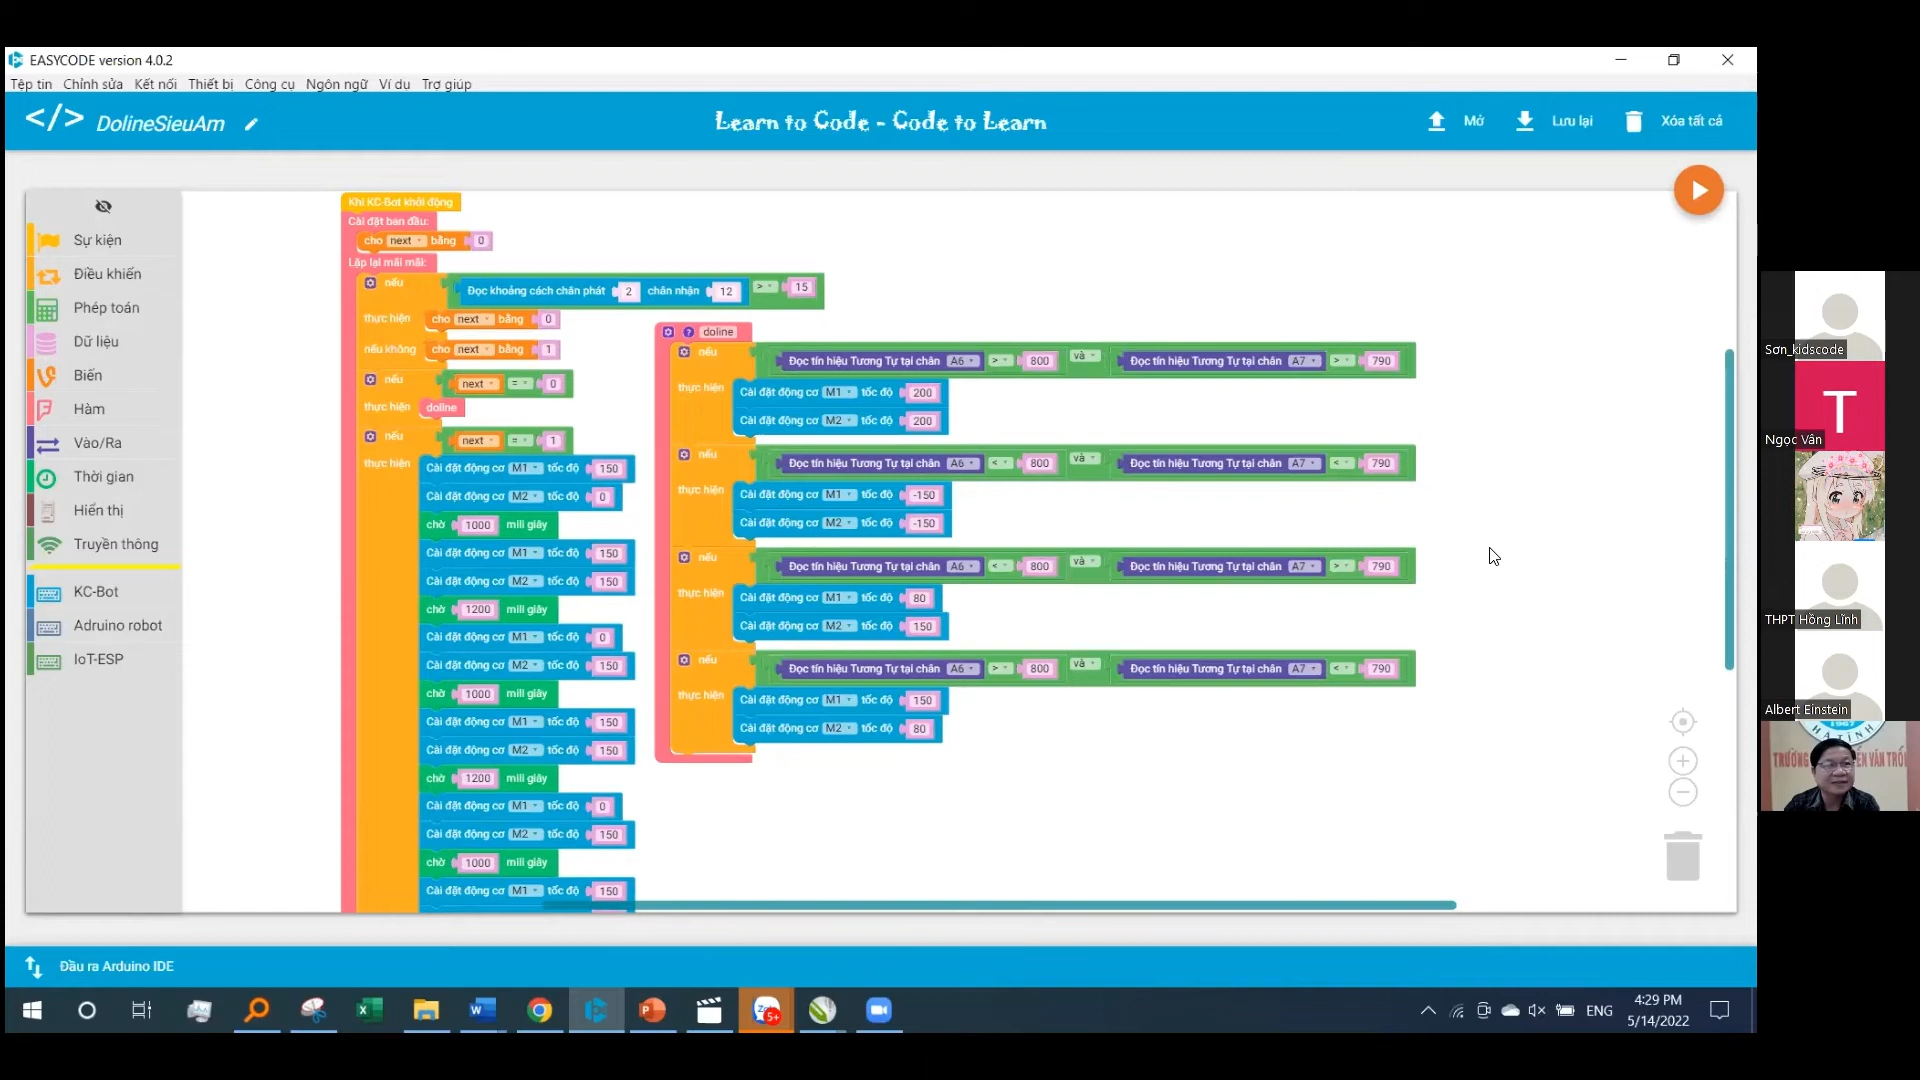 EASYCODE version 4.0.2
Tệp tin Chỉnh sửa Kết nối Thiết bị Công cụ Ngôn ngữ Ví dụ Trợ giúp
</> DolineSieuAm
Learn to Code - Code to Learn
Mở Lưu lại Xóa tất cả
Sự kiện
Điều khiển
Phép toán
Dữ liệu
Biến
Hàm
Vào/Ra
Thời gian
Hiển thị
Truyền thông
KC-Bot
Adruino robot
IoT-ESP
Khi KC-Bot khởi động
Cài đặt ban đầu:
cho next bằng 0
Lặp lại mãi mãi:
nếu Đọc khoảng cách chân phát 2 chân nhận 12 > 15
thực hiện cho next bằng 0
nếu không cho next bằng 1
nếu next = 0
thực hiện doline
nếu next = 1
thực hiện Cài đặt động cơ M1 tốc độ 150
Cài đặt động cơ M2 tốc độ 0
chờ 1000 mili giây
Cài đặt động cơ M1 tốc độ 150
Cài đặt động cơ M2 tốc độ 150
chờ 1200 mili giây
Cài đặt động cơ M1 tốc độ 0
Cài đặt động cơ M2 tốc độ 150
chờ 1000 mili giây
Cài đặt động cơ M1 tốc độ 150
Cài đặt động cơ M2 tốc độ 150
chờ 1200 mili giây
Cài đặt động cơ M1 tốc độ 0
Cài đặt động cơ M2 tốc độ 150
chờ 1000 mili giây
Cài đặt động cơ M1 tốc độ 150
? doline
nếu Đọc tín hiệu Tương Tự tại chân A6 > 800 và Đọc tín hiệu Tương Tự tại chân A7 > 790
thực hiện Cài đặt động cơ M1 tốc độ 200
Cài đặt động cơ M2 tốc độ 200
nếu Đọc tín hiệu Tương Tự tại chân A6 < 800 và Đọc tín hiệu Tương Tự tại chân A7 < 790
thực hiện Cài đặt động cơ M1 tốc độ -150
Cài đặt động cơ M2 tốc độ -150
nếu Đọc tín hiệu Tương Tự tại chân A6 < 800 và Đọc tín hiệu Tương Tự tại chân A7 > 790
thực hiện Cài đặt động cơ M1 tốc độ 80
Cài đặt động cơ M2 tốc độ 150
nếu Đọc tín hiệu Tương Tự tại chân A6 > 800 và Đọc tín hiệu Tương Tự tại chân A7 < 790
thực hiện Cài đặt động cơ M1 tốc độ 150
Cài đặt động cơ M2 tốc độ 80
Đầu ra Arduino IDE
ENG
4:29 PM
5/14/2022
Sơn_kidscode
T
Ngọc Vân
THPT Hồng Lĩnh
Albert Einstein
HÀ TĨNH
TRƯỜNG